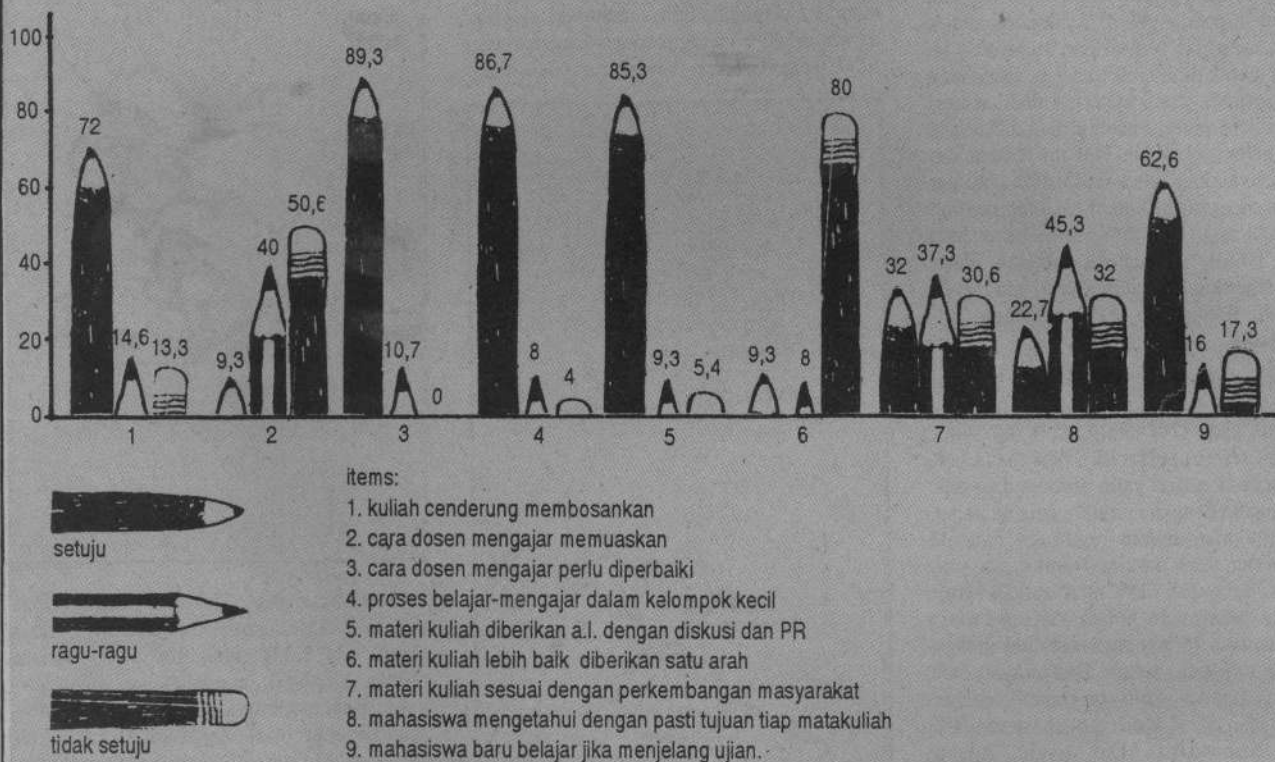 100
80
60
40
20
0
72
14,6
13,3
9,3
40
50,6
89,3
10,7
0
86,7
8
4
85,3
9,3
5,4
9,3
8
80
32
37,3
30,6
22,7
45,3
32
62,6
16
17,3
1 2 3 4 5 6 7 8 9
setuju
ragu-ragu
tidak setuju
items:
1. kuliah cenderung membosankan
2. cara dosen mengajar memuaskan
3. cara dosen mengajar perlu diperbaiki
4. proses belajar-mengajar dalam kelompok kecil
5. materi kuliah diberikan a.l. dengan diskusi dan PR
6. materi kuliah lebih baik diberikan satu arah
7. materi kuliah sesuai dengan perkembangan masyarakat
8. mahasiswa mengetahui dengan pasti tujuan tiap matakuliah
9. mahasiswa baru belajar jika menjelang ujian.